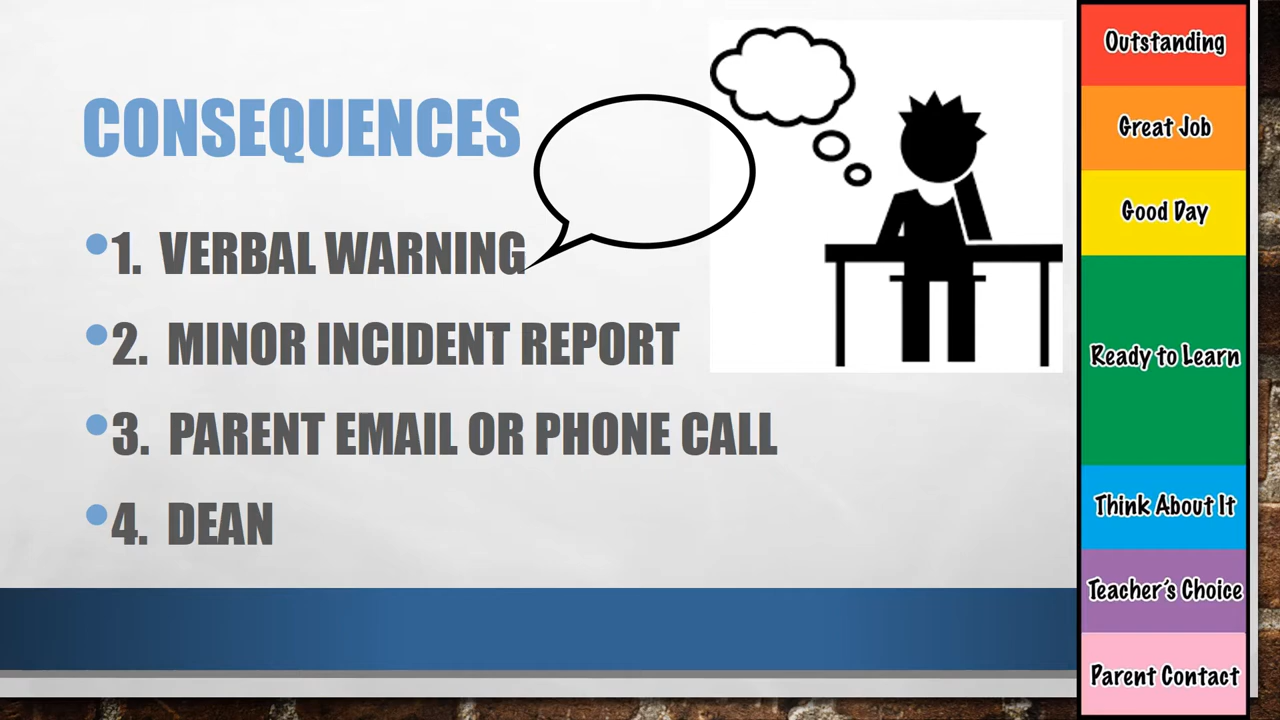 CONSEQUENCES
•1. VERBAL WARNING
•2. MINOR INCIDENT REPORT
•3. PARENT EMAIL OR PHONE CALL
•4. DEAN
Outstanding
Great Job
Good Day
Ready to Learn
Think About It
Teacher's Choice
Parent Contact